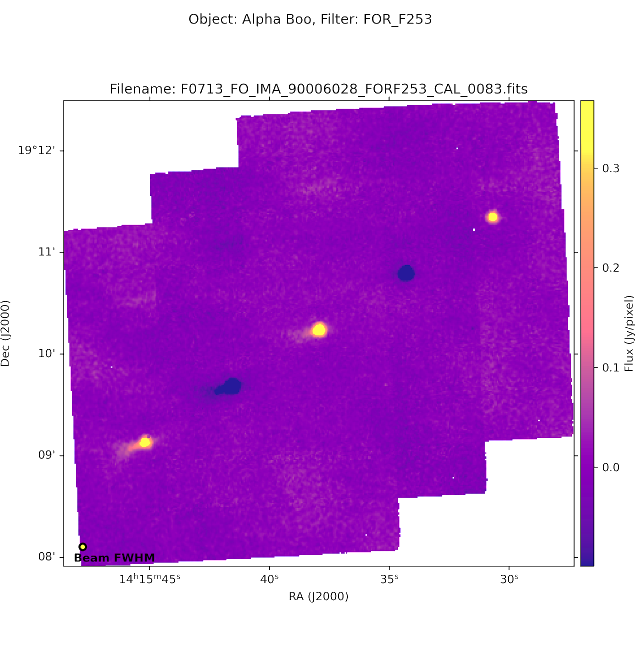 Object: Alpha Boo, Filter: FOR_F253
Filename: F0713_FO_IMA_90006028_FORF253_CAL_0083.fits
19°12'
11'
10'
09'
08'
Dec (J2000)
Beam FWHM
14ʰ15ᵐ45ˢ
40ˢ
35ˢ
30ˢ
RA (J2000)
0.3
0.2
0.1
0.0
Flux (Jy/pixel)